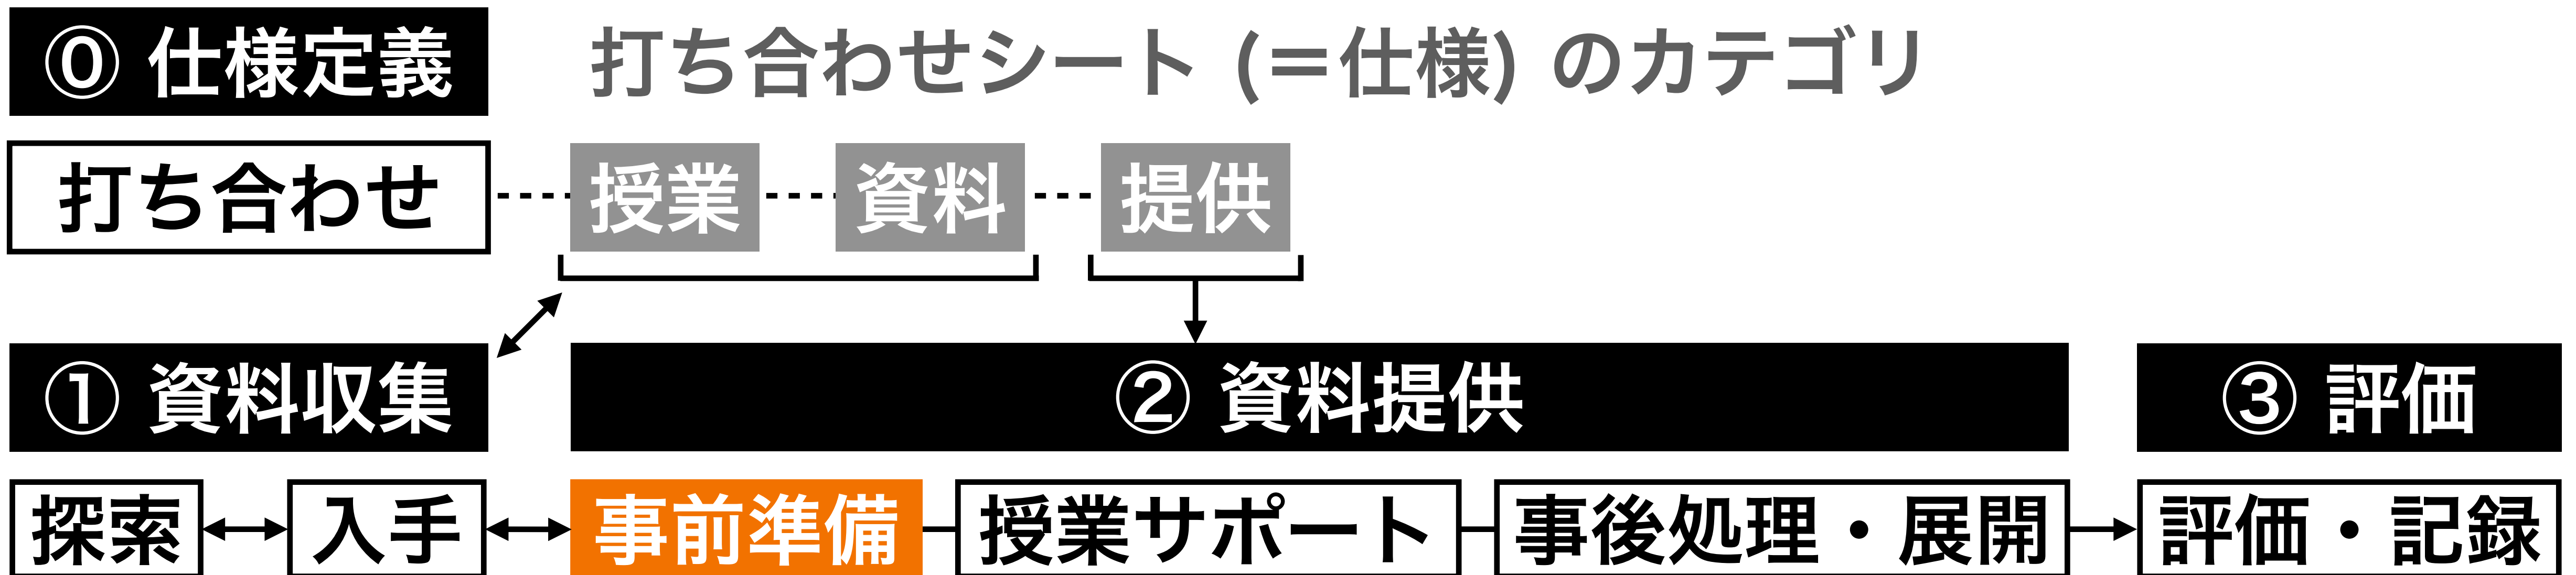 ⓪ 仕様定義
打ち合わせシート (=仕様) のカテゴリ
打ち合わせ
授業
資料
提供
① 資料収集
② 資料提供
③ 評価
探索
入手
事前準備
授業サポート
事後処理・展開
評価・記録